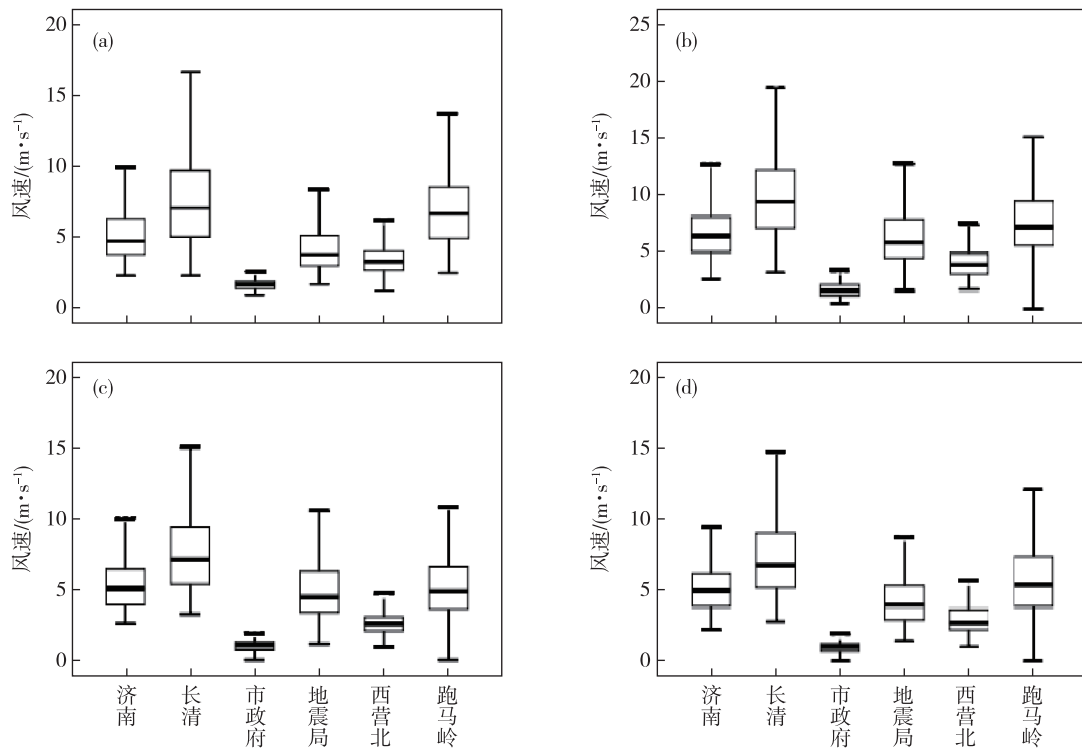 (a)
风速/(m·s⁻¹)
20
15
10
5
0
(b)
风速/(m·s⁻¹)
25
20
15
10
5
0
(c)
风速/(m·s⁻¹)
20
15
10
5
0
济南
长清
市政府
地震局
西营北
跑马岭
(d)
风速/(m·s⁻¹)
20
15
10
5
0
济南
长清
市政府
地震局
西营北
跑马岭